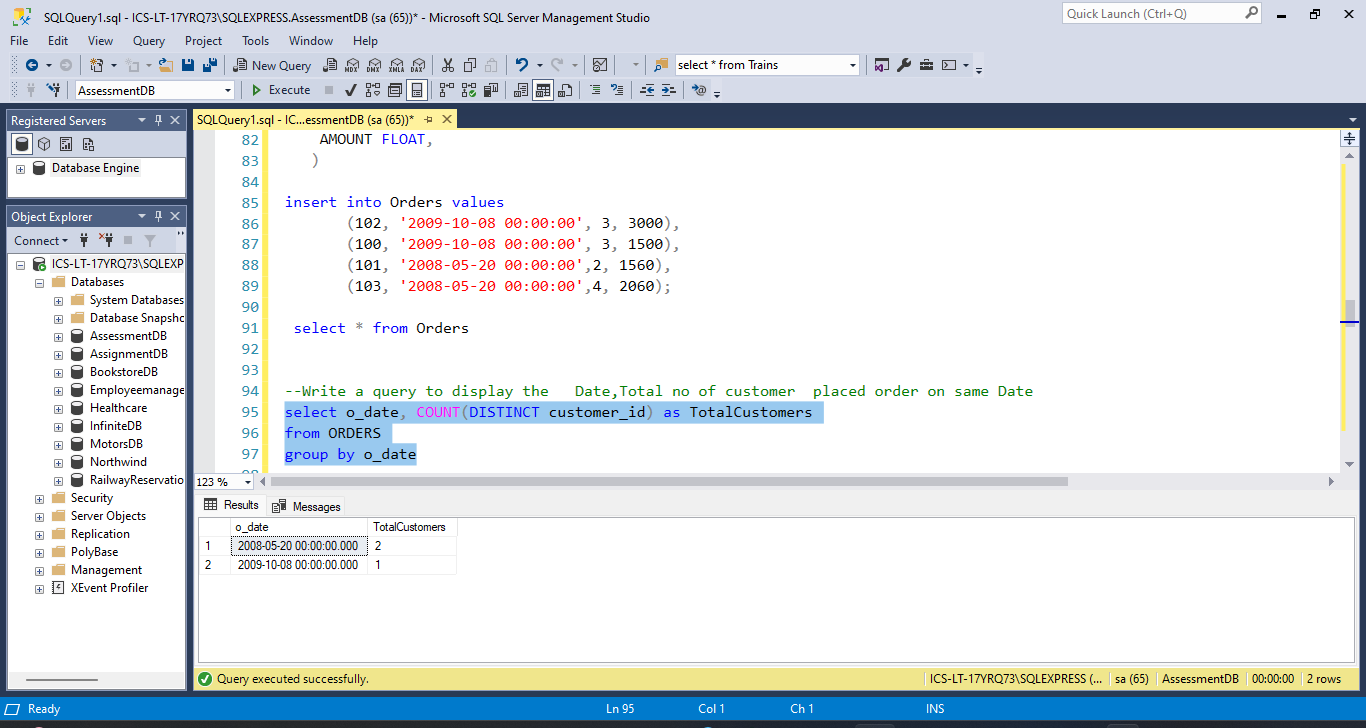 SQLQuery1.sql - ICS-LT-17YRQ73\SQLEXPRESS.AssessmentDB (sa (65))* - Microsoft SQL Server Management Studio
Quick Launch (Ctrl+Q)
File Edit View Query Project Tools Window Help
New Query
MDX DMX XMLA DAX
select * from Trains
AssessmentDB
Execute
Registered Servers
Database Engine
Object Explorer
Connect
ICS-LT-17YRQ73\SQLEXP
Databases
System Databases
Database Snapsho
AssessmentDB
AssignmentDB
BookstoreDB
Employeemanage
Healthcare
InfiniteDB
MotorsDB
Northwind
RailwayReservatio
Security
Server Objects
Replication
PolyBase
Management
XEvent Profiler
SQLQuery1.sql - IC...essmentDB (sa (65))*
82 AMOUNT FLOAT,
83 )
84
85 insert into Orders values
86 (102, '2009-10-08 00:00:00', 3, 3000),
87 (100, '2009-10-08 00:00:00', 3, 1500),
88 (101, '2008-05-20 00:00:00',2, 1560),
89 (103, '2008-05-20 00:00:00',4, 2060);
90
91 select * from Orders
92
93
94 --Write a query to display the   Date,Total no of customer  placed order on same Date
95 select o_date, COUNT(DISTINCT customer_id) as TotalCustomers
96 from ORDERS
97 group by o_date
98
123 %
Results Messages
o_date TotalCustomers
1 2008-05-20 00:00:00.000 2
2 2009-10-08 00:00:00.000 1
Query executed successfully.
ICS-LT-17YRQ73\SQLEXPRESS (... sa (65) AssessmentDB 00:00:00 2 rows
Ready Ln 95 Col 1 Ch 1 INS